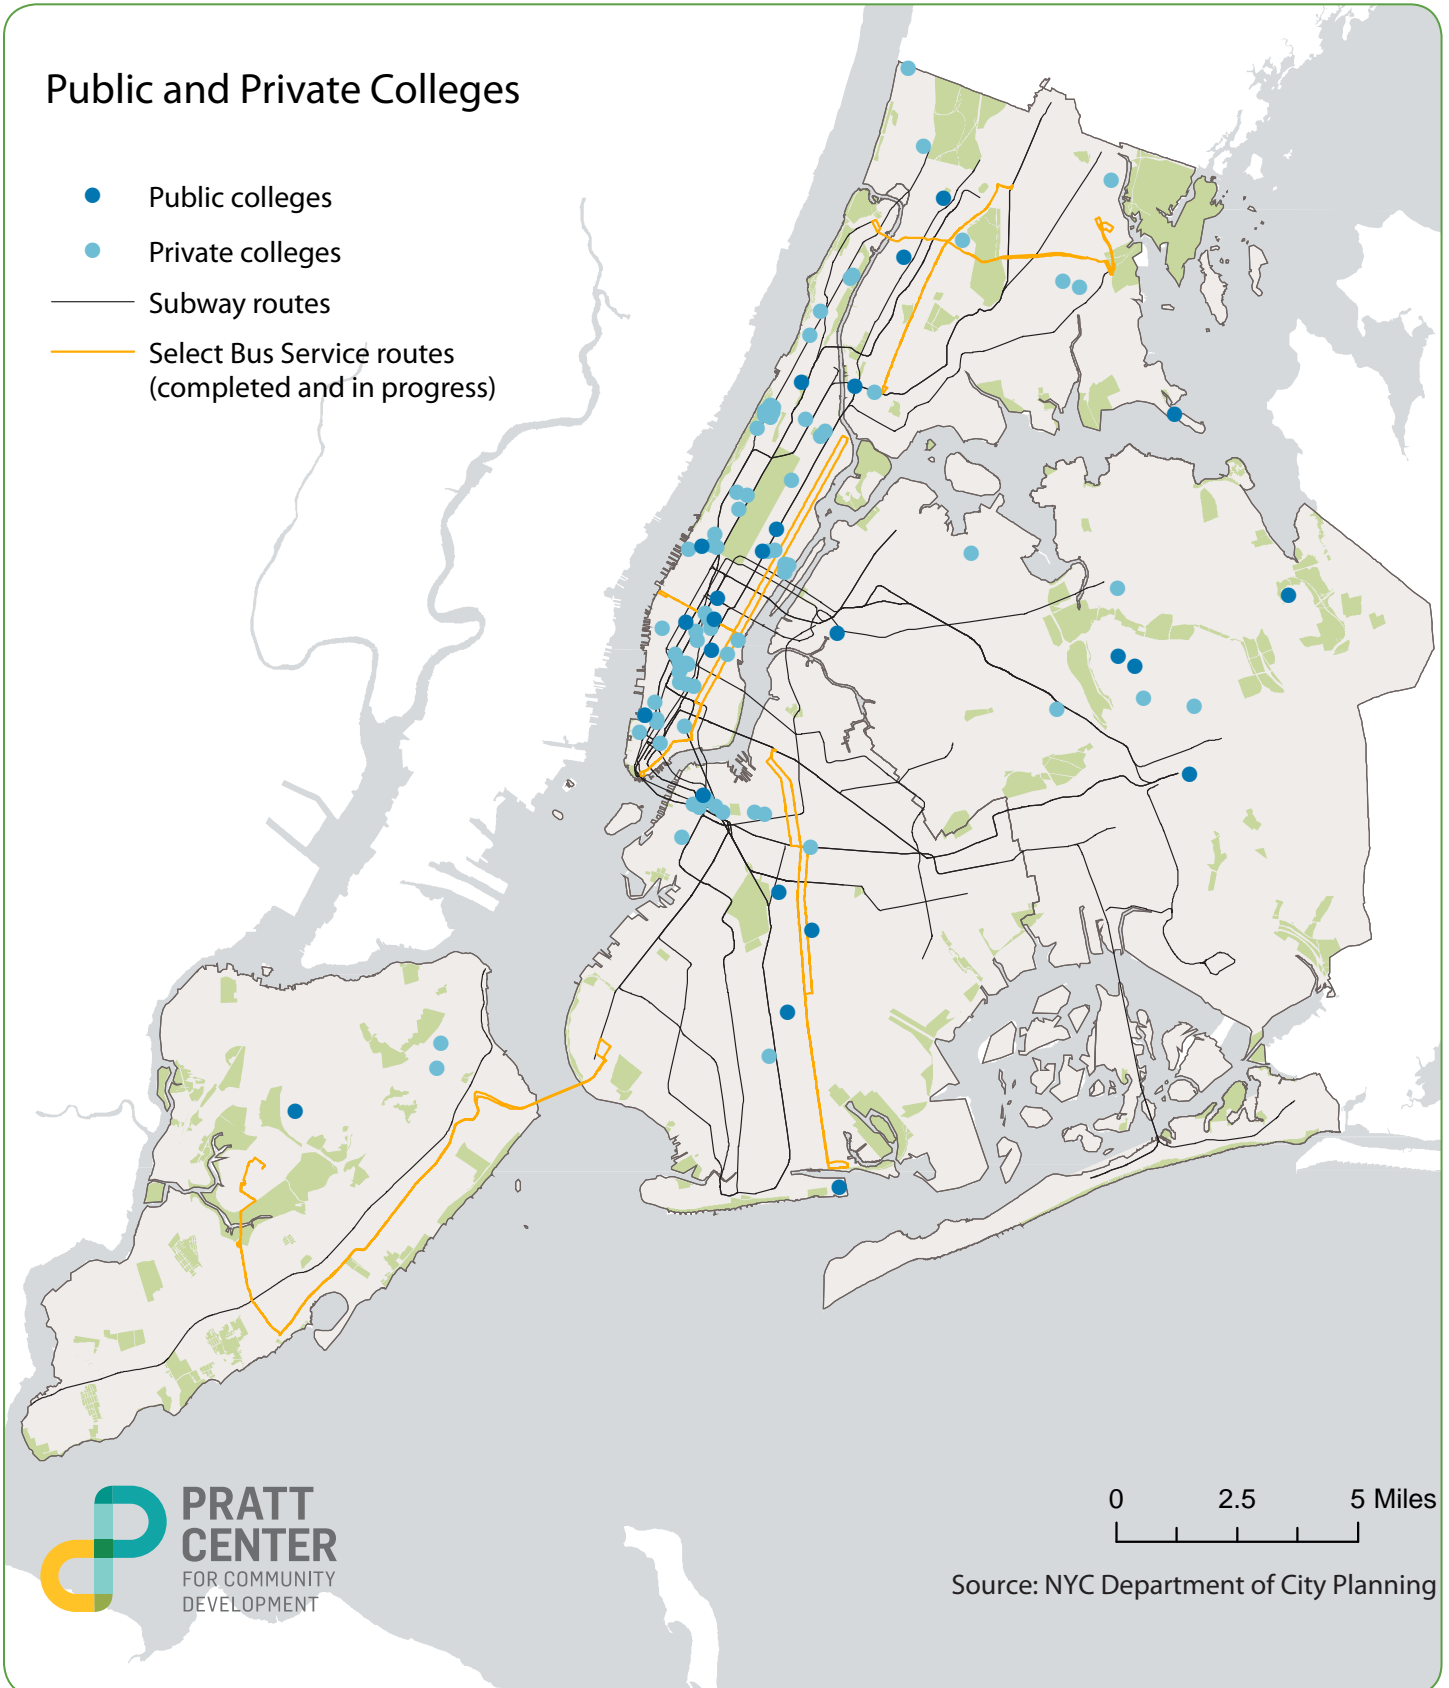 Public and Private Colleges
Public colleges
Private colleges
Subway routes
Select Bus Service routes
(completed and in progress)
PRATT
CENTER
FOR COMMUNITY
DEVELOPMENT
0 2.5 5 Miles
Source: NYC Department of City Planning